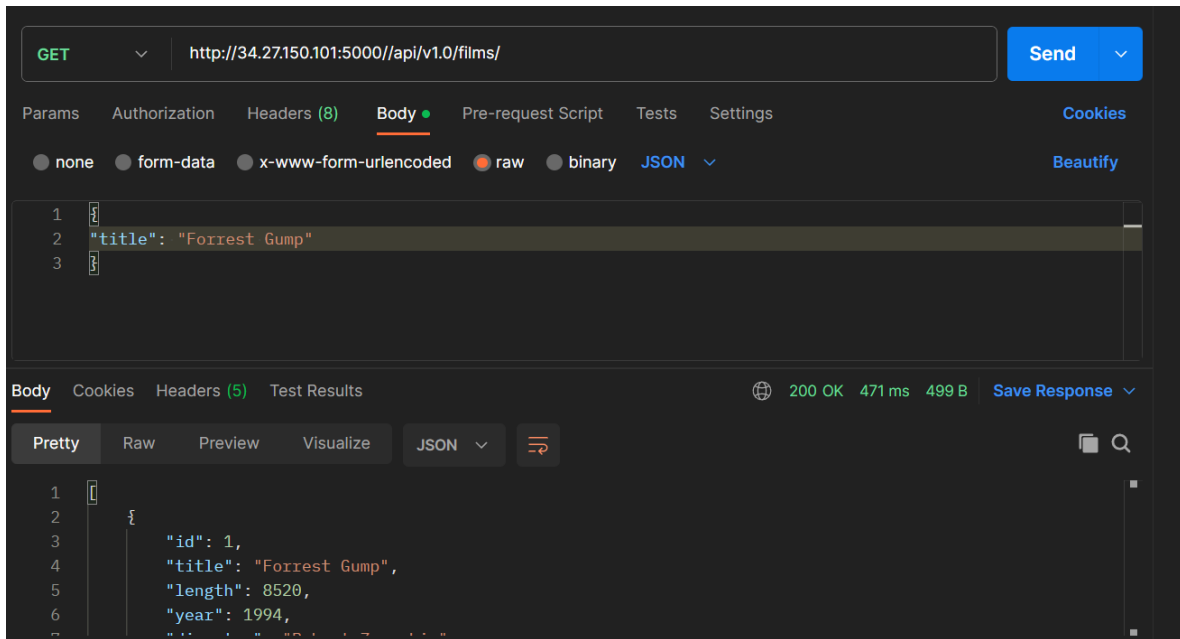 GET http://34.27.150.101:5000//api/v1.0/films/ Send
Params Authorization Headers (8) Body Pre-request Script Tests Settings Cookies
none form-data x-www-form-urlencoded raw binary JSON Beautify
1 {
2 "title": "Forrest Gump"
3 }
Body Cookies Headers (5) Test Results 200 OK 471 ms 499 B Save Response
Pretty Raw Preview Visualize JSON
1 [
2 {
3 "id": 1,
4 "title": "Forrest Gump",
5 "length": 8520,
6 "year": 1994,